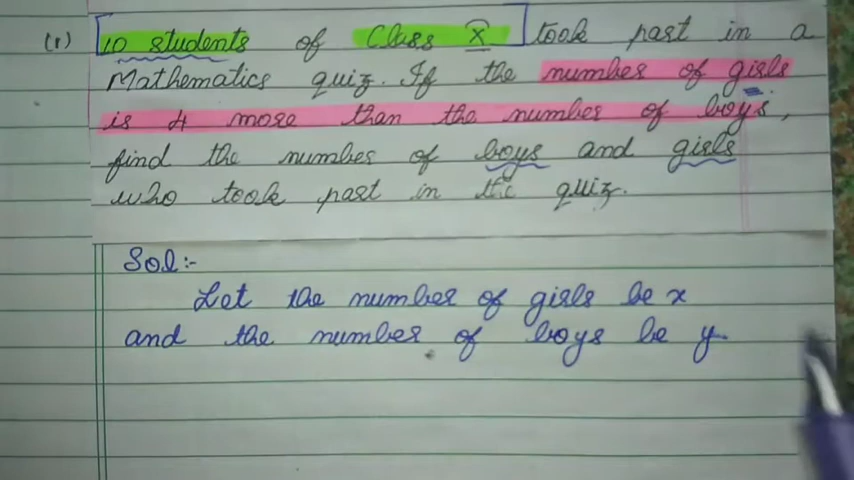 (1) 10 students of Class X took part in a
Mathematics quiz. If the number of girls
is 4 more than the number of boys,
find the number of boys and girls
who took part in the quiz.
Sol:-
Let the number of girls be x
and the number of boys be y.